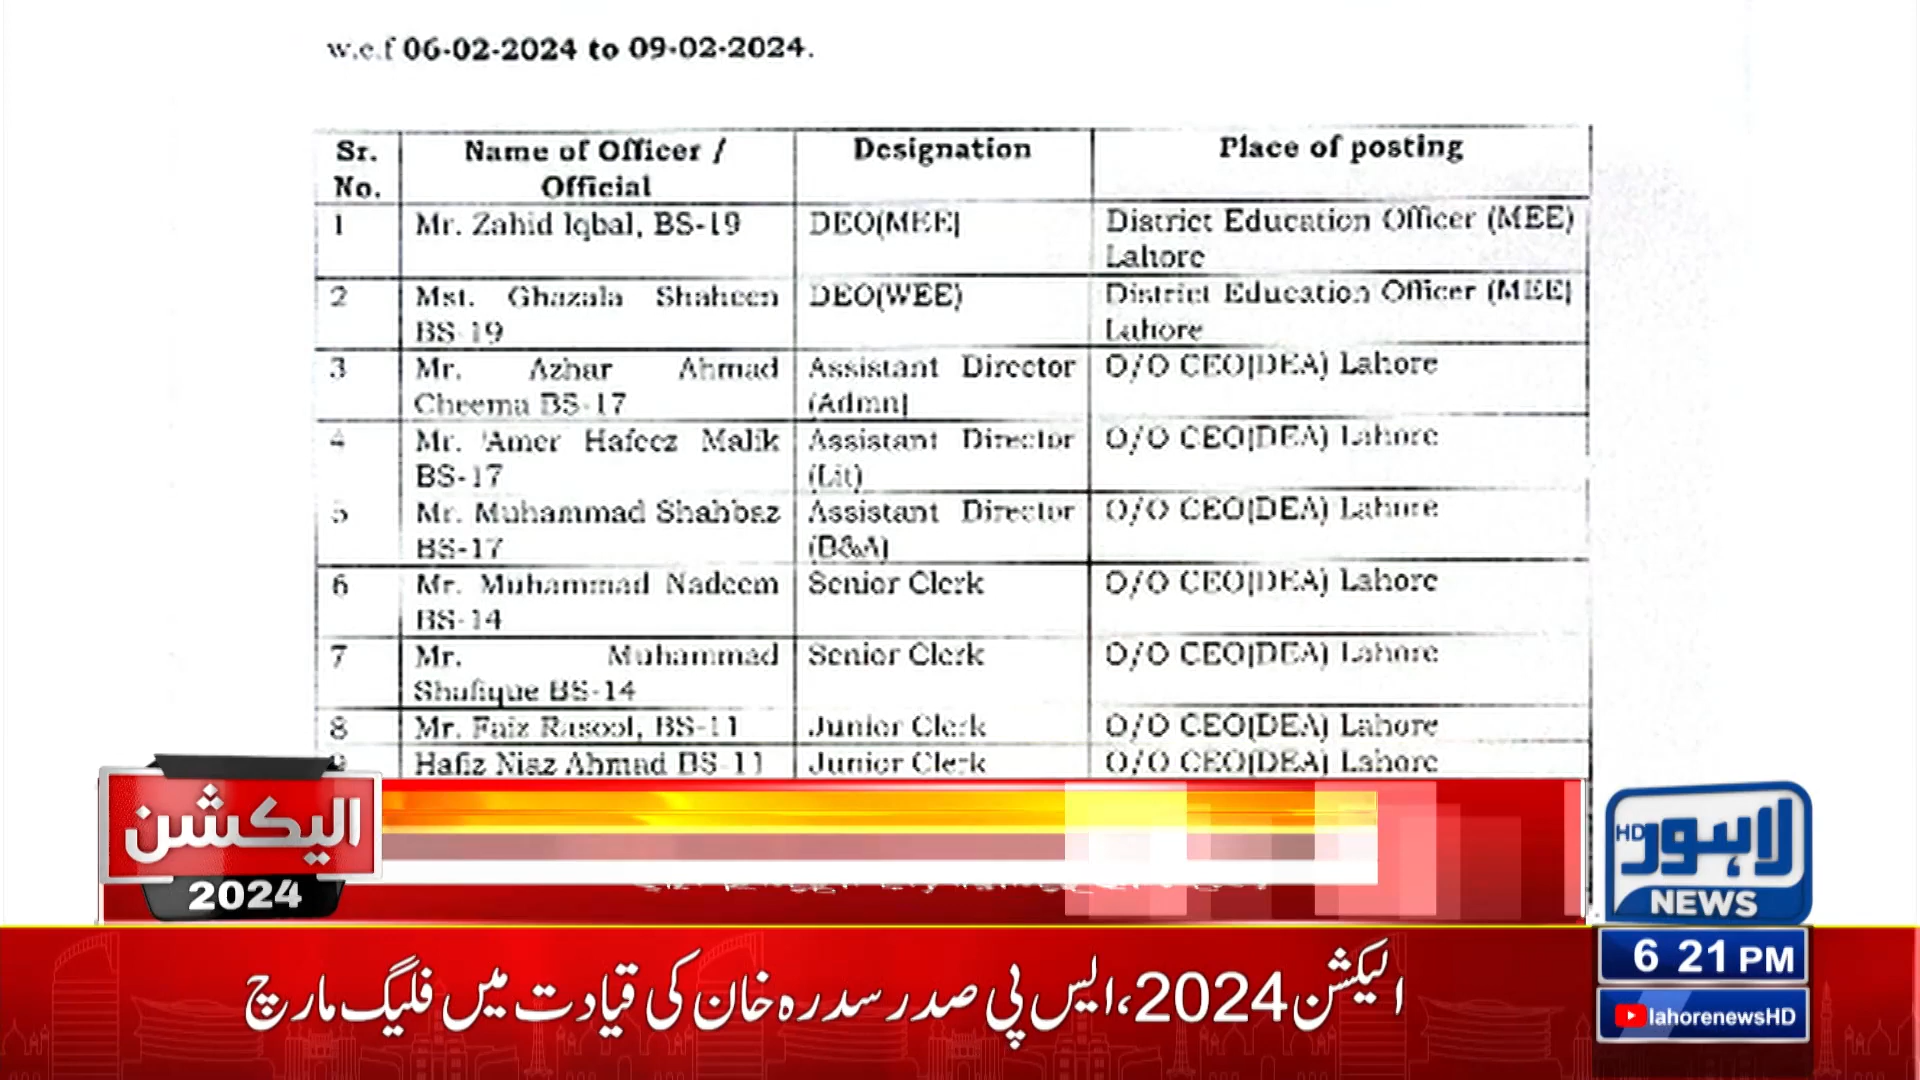 w.e.f 06-02-2024 to 09-02-2024.
Sr. No. Name of Officer / Official Designation Place of posting
1 Mr. Zahid Iqbal, BS-19 DEO(MEE) District Education Officer (MEE) Lahore
2 Mst. Ghazala Shaheen BS-19 DEO(WEE) District Education Officer (MEE) Lahore
3 Mr. Azhar Ahmad Cheema BS-17 Assistant Director (Admn) O/O CEO(DEA) Lahore
4 Mr. Amer Hafeez Malik BS-17 Assistant Director (Lit) O/O CEO(DEA) Lahore
5 Mr. Muhammad Shahbaz BS-17 Assistant Director (B&A) O/O CEO(DEA) Lahore
6 Mr. Muhammad Nadeem BS-14 Senior Clerk O/O CEO(DEA) Lahore
7 Mr. Muhammad Shafique BS-14 Senior Clerk O/O CEO(DEA) Lahore
8 Mr. Faiz Rasool, BS-11 Junior Clerk O/O CEO(DEA) Lahore
9 Hafiz Niaz Ahmad BS-11 Junior Clerk O/O CEO(DEA) Lahore
الیکشن
2024
لاہور HD
NEWS
6 21 PM
lahorenewsHD
الیکشن 2024، ایس پی صدر سدرہ خان کی قیادت میں فلیگ مارچ